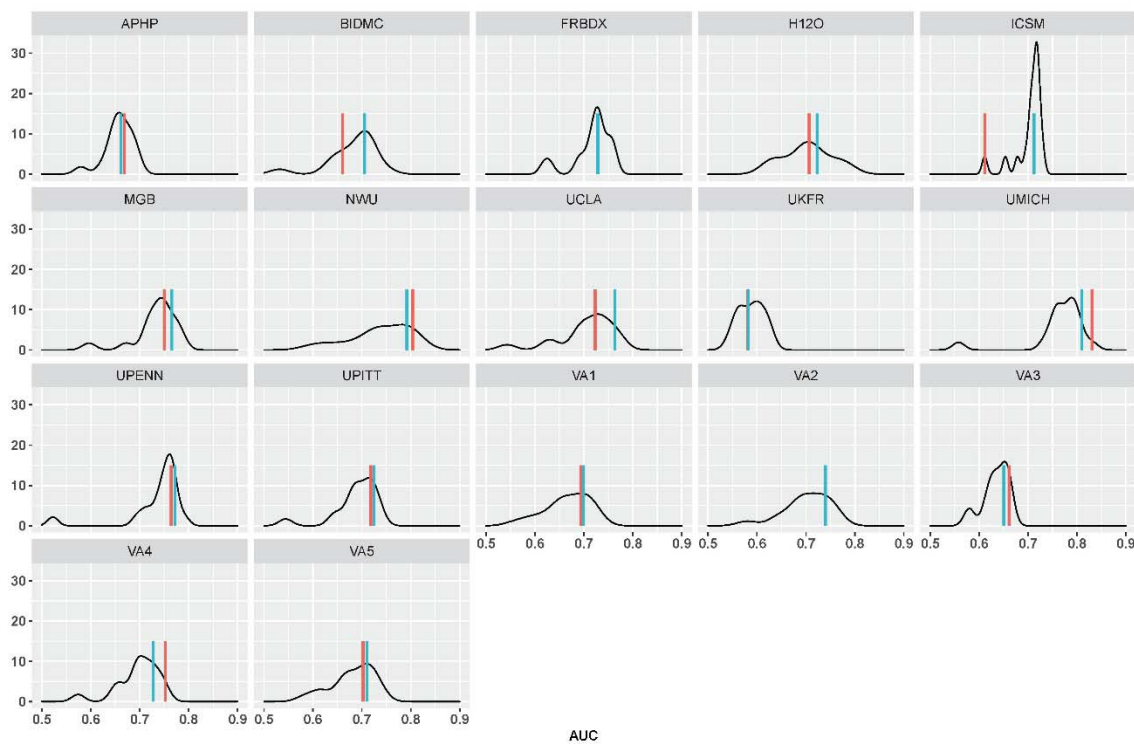 APHP BIDMC FRBDX H12O ICSM
30
20
10
0
MGB NWU UCLA UKFR UMICH
30
20
10
0
UPENN UPITT VA1 VA2 VA3
30
20
10
0
0.5 0.6 0.7 0.8 0.9 0.5 0.6 0.7 0.8 0.9 0.5 0.6 0.7 0.8 0.9
VA4 VA5
30
20
10
0
0.5 0.6 0.7 0.8 0.9 0.5 0.6 0.7 0.8 0.9
AUC